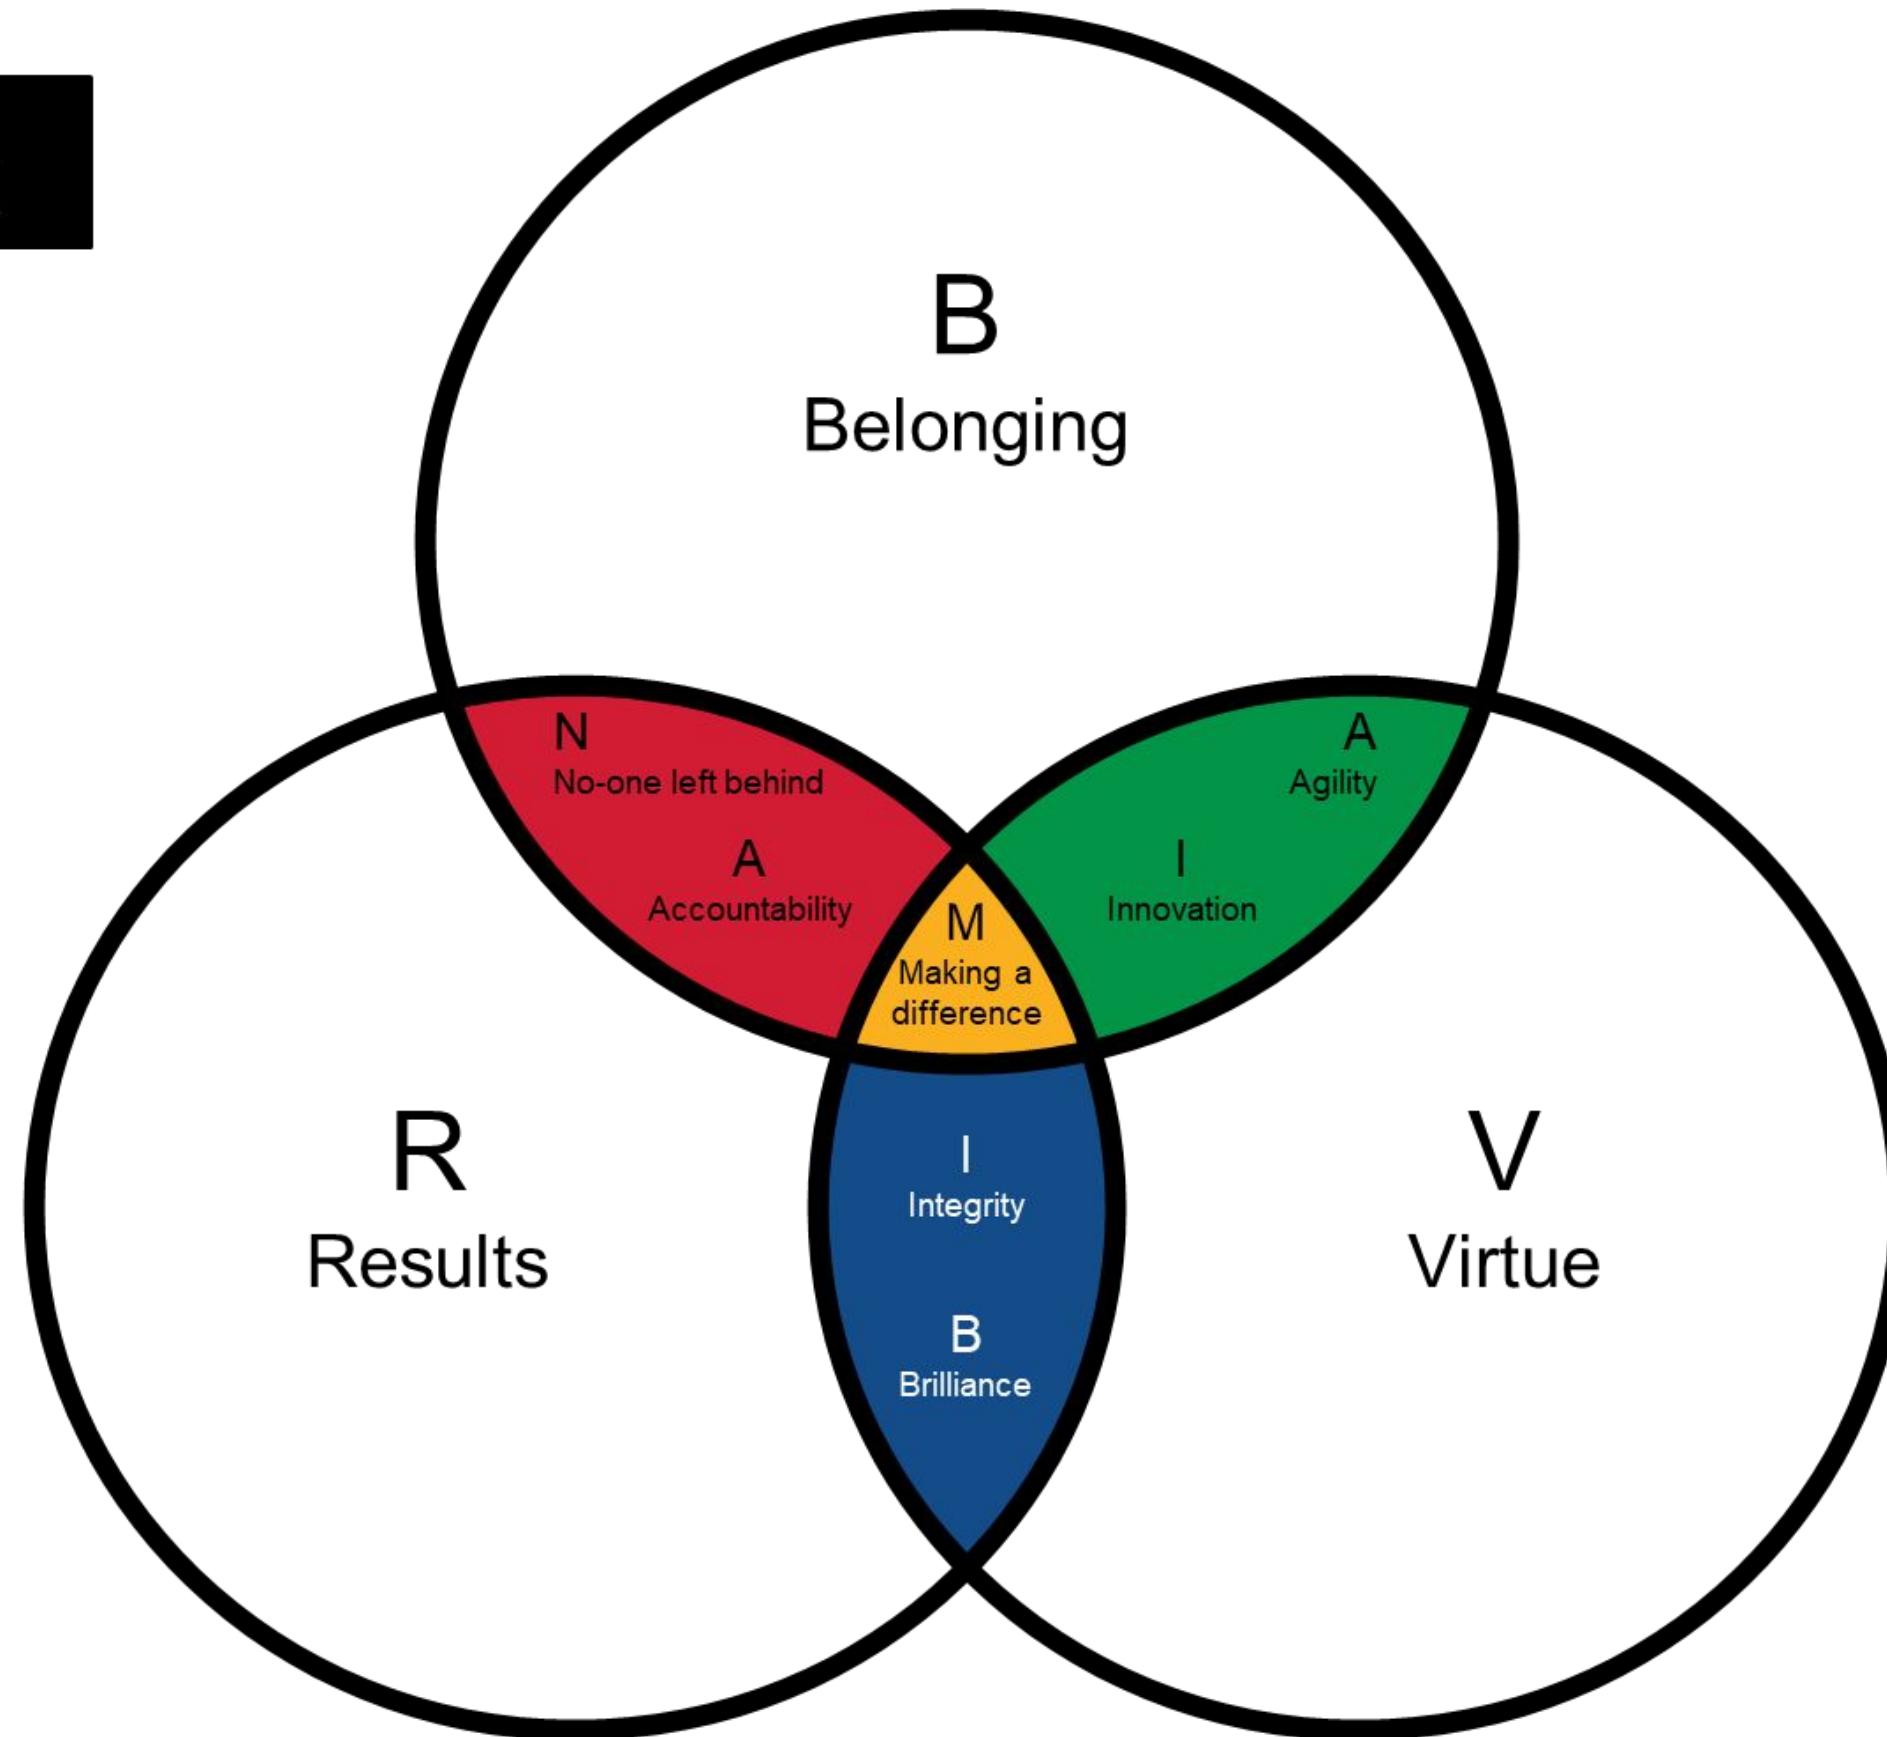 B
Belonging
N
No-one left behind
A
Accountability
A
Agility
I
Innovation
M
Making a
difference
R
Results
I
Integrity
B
Brilliance
V
Virtue